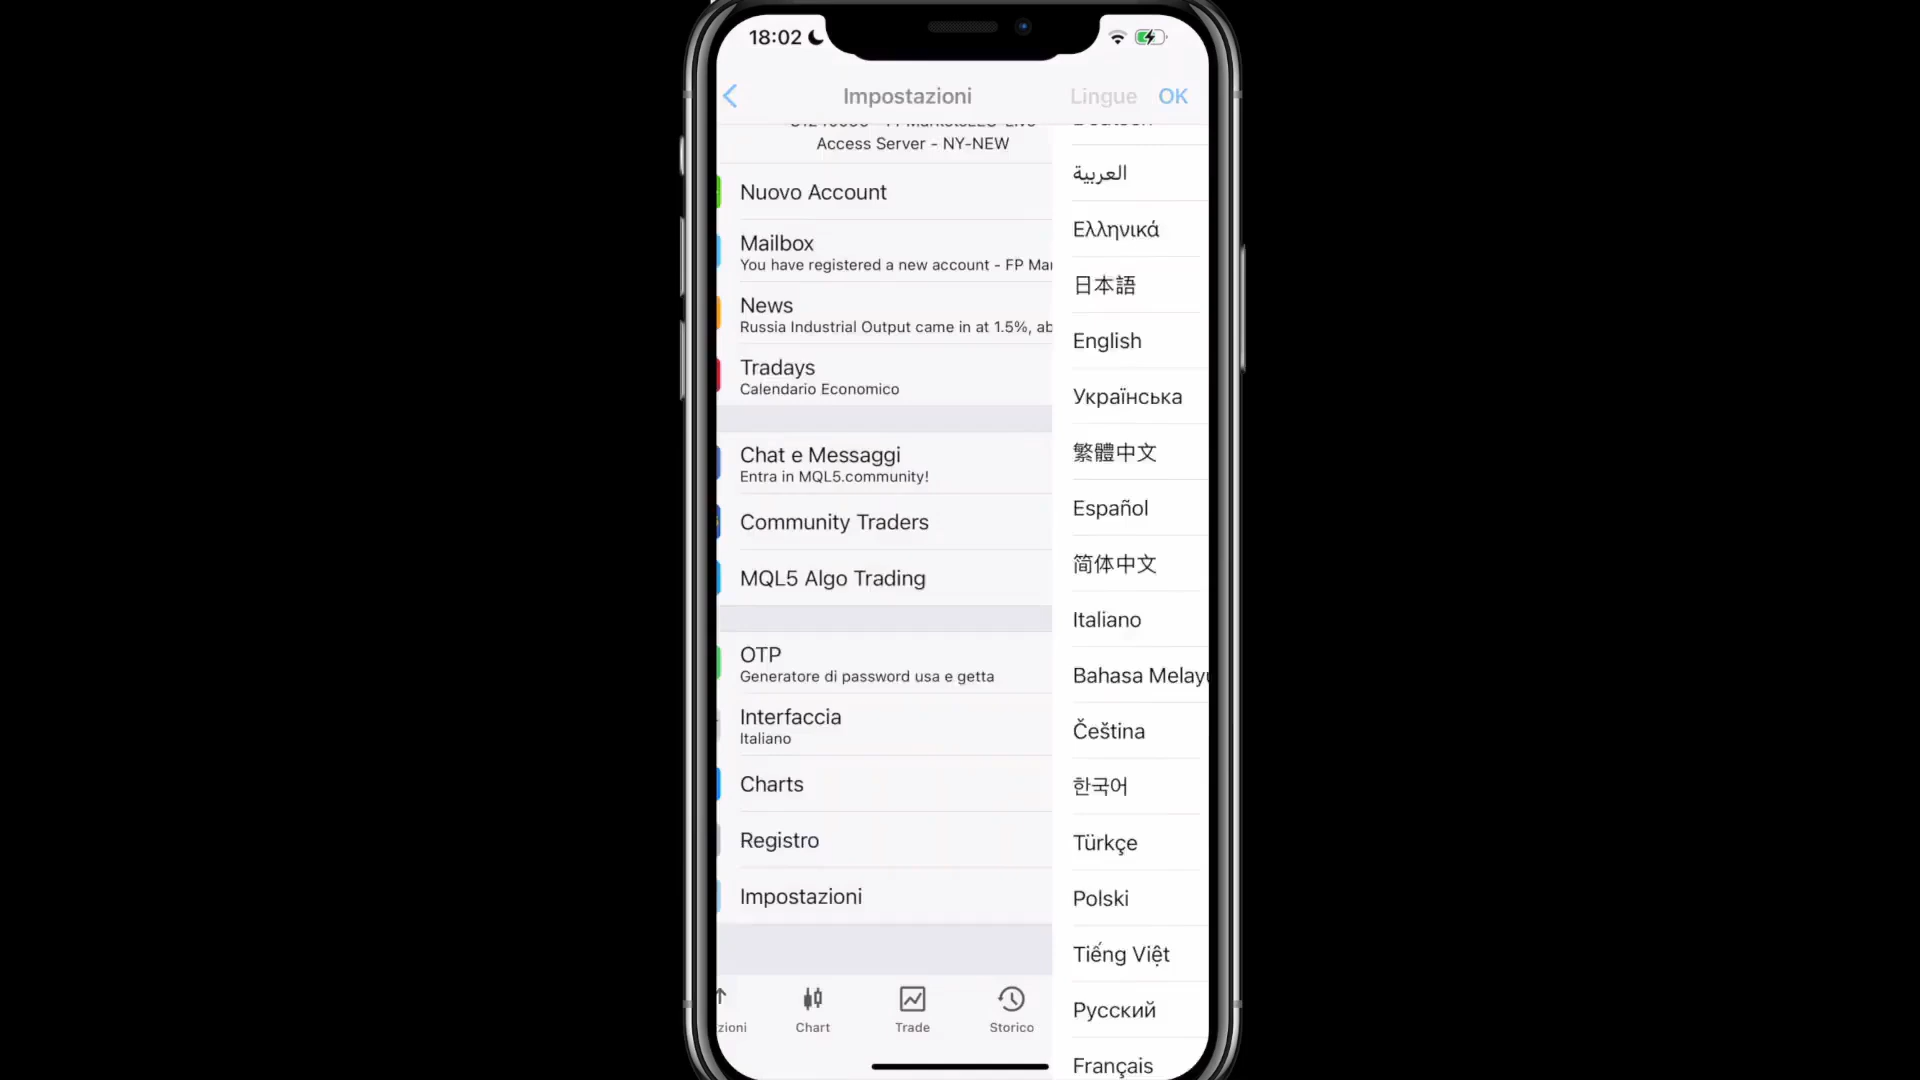 18:02
Impostazioni
Lingue
OK
Access Server - NY-NEW
Nuovo Account
Mailbox
You have registered a new account - FP Mar
News
Russia Industrial Output came in at 1.5%, ab
Tradays
Calendario Economico
Chat e Messaggi
Entra in MQL5.community!
Community Traders
MQL5 Algo Trading
OTP
Generatore di password usa e getta
Interfaccia
Italiano
Charts
Registro
Impostazioni
zioni
Chart
Trade
Storico
Deutsch
العربية
Ελληνικά
日本語
English
Українська
繁體中文
Español
简体中文
Italiano
Bahasa Melayu
Čeština
한국어
Türkçe
Polski
Tiếng Việt
Русский
Français